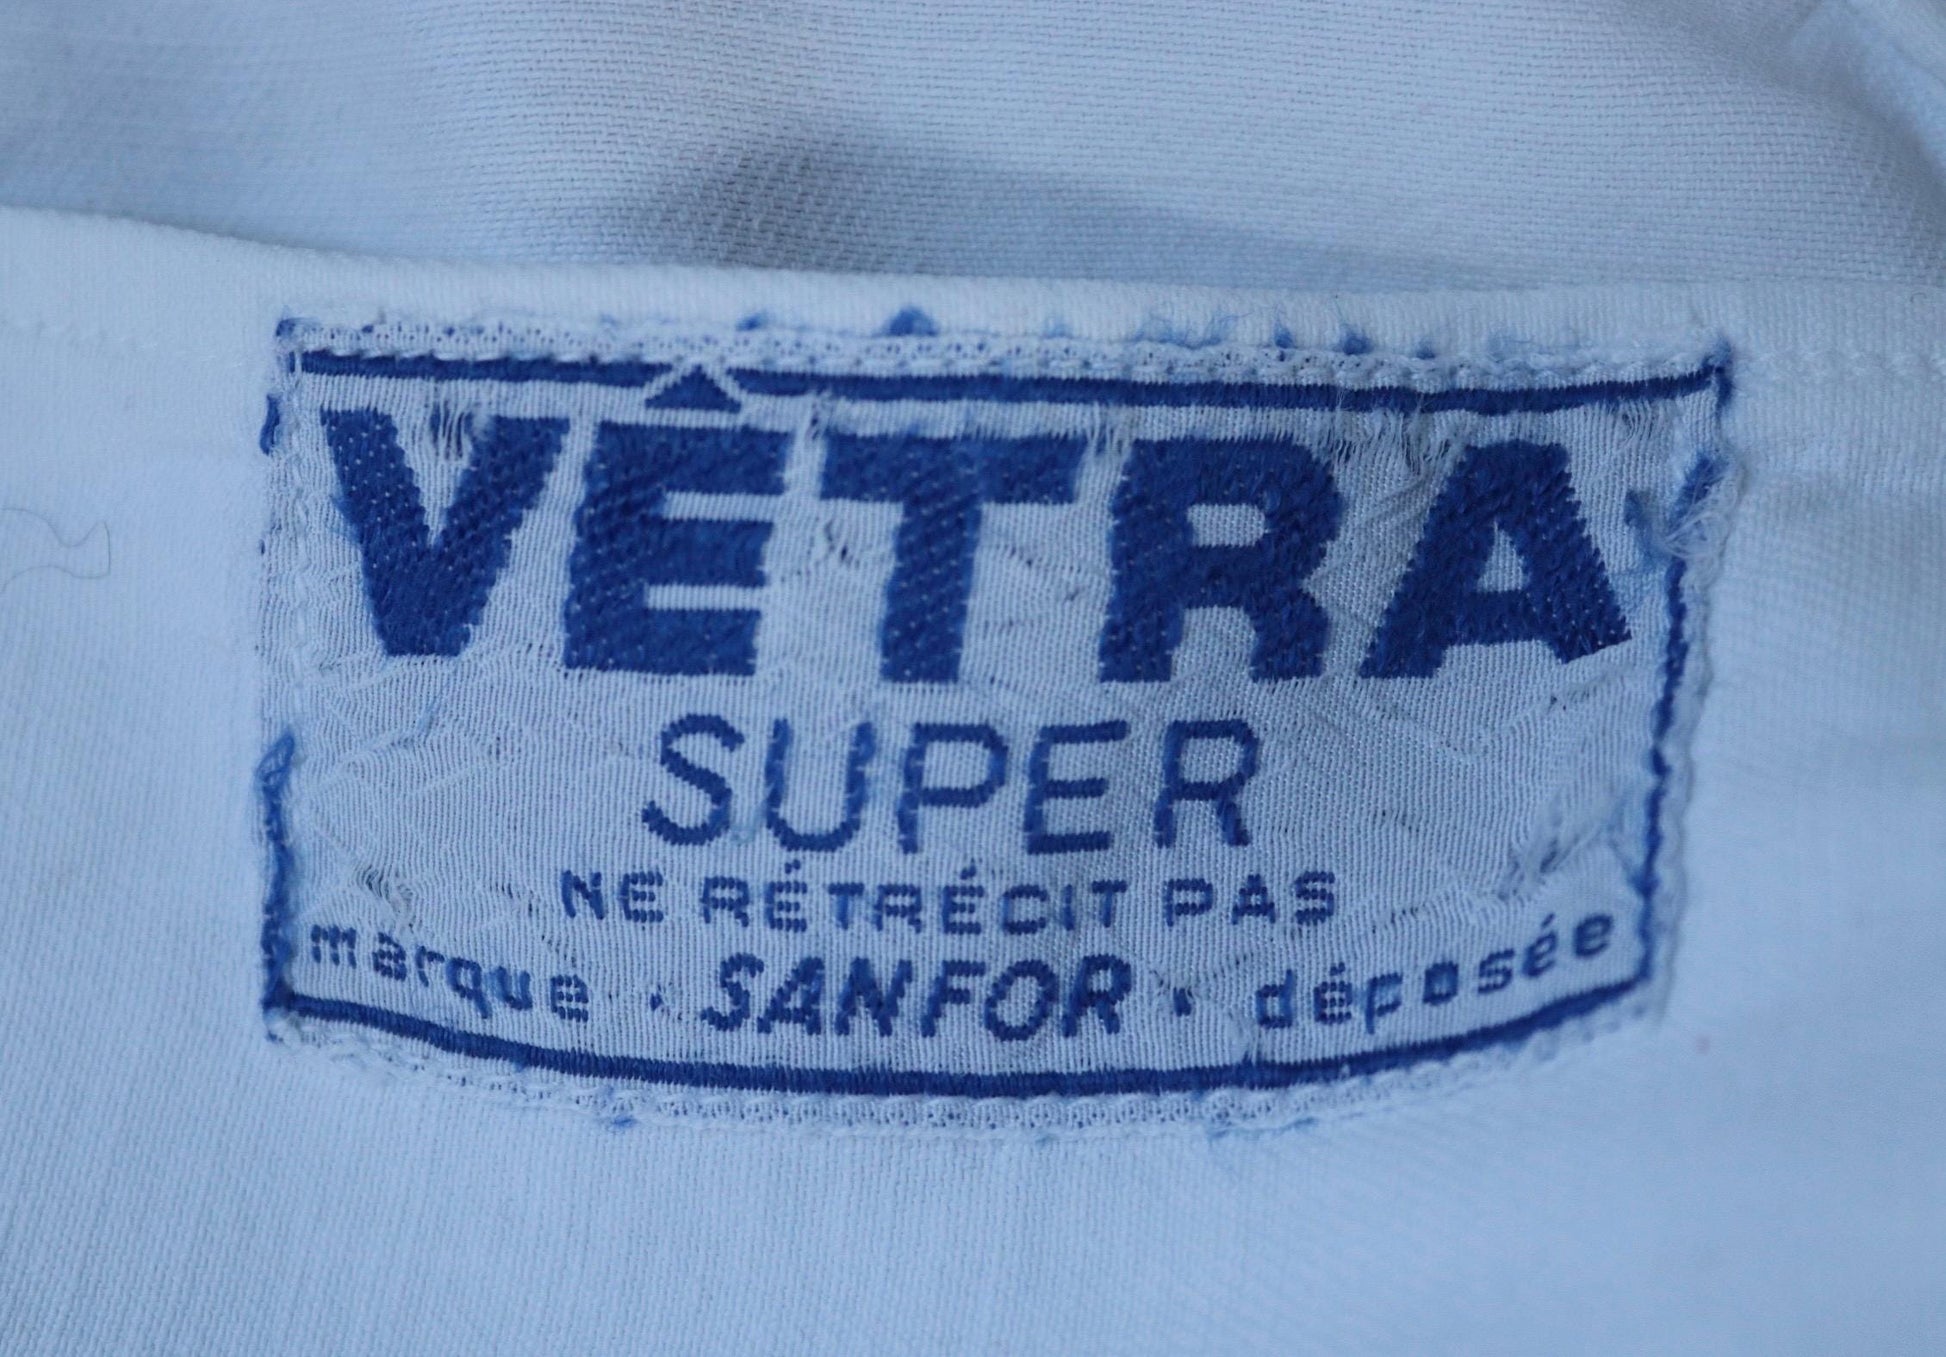 VÊTRA
SUPER
NE RÉTRÉCIT PAS
marque · SANFOR · déposée